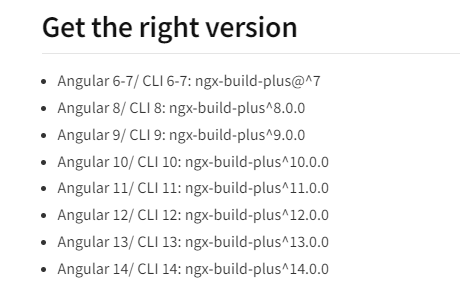 Get the right version
• Angular 6-7/ CLI 6-7: ngx-build-plus@^7
• Angular 8/ CLI 8: ngx-build-plus^8.0.0
• Angular 9/ CLI 9: ngx-build-plus^9.0.0
• Angular 10/ CLI 10: ngx-build-plus^10.0.0
• Angular 11/ CLI 11: ngx-build-plus^11.0.0
• Angular 12/ CLI 12: ngx-build-plus^12.0.0
• Angular 13/ CLI 13: ngx-build-plus^13.0.0
• Angular 14/ CLI 14: ngx-build-plus^14.0.0